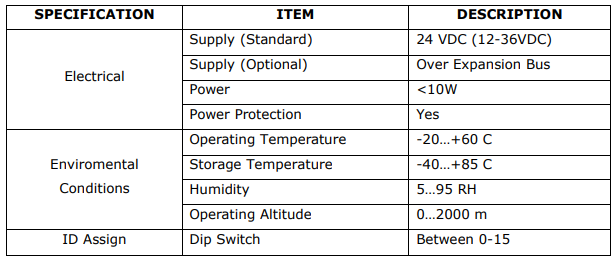 SPECIFICATION ITEM DESCRIPTION
Electrical
Supply (Standard) 24 VDC (12-36VDC)
Supply (Optional) Over Expansion Bus
Power <10W
Power Protection Yes
Enviromental
Conditions
Operating Temperature -20…+60 C
Storage Temperature -40…+85 C
Humidity 5…95 RH
Operating Altitude 0…2000 m
ID Assign Dip Switch Between 0-15